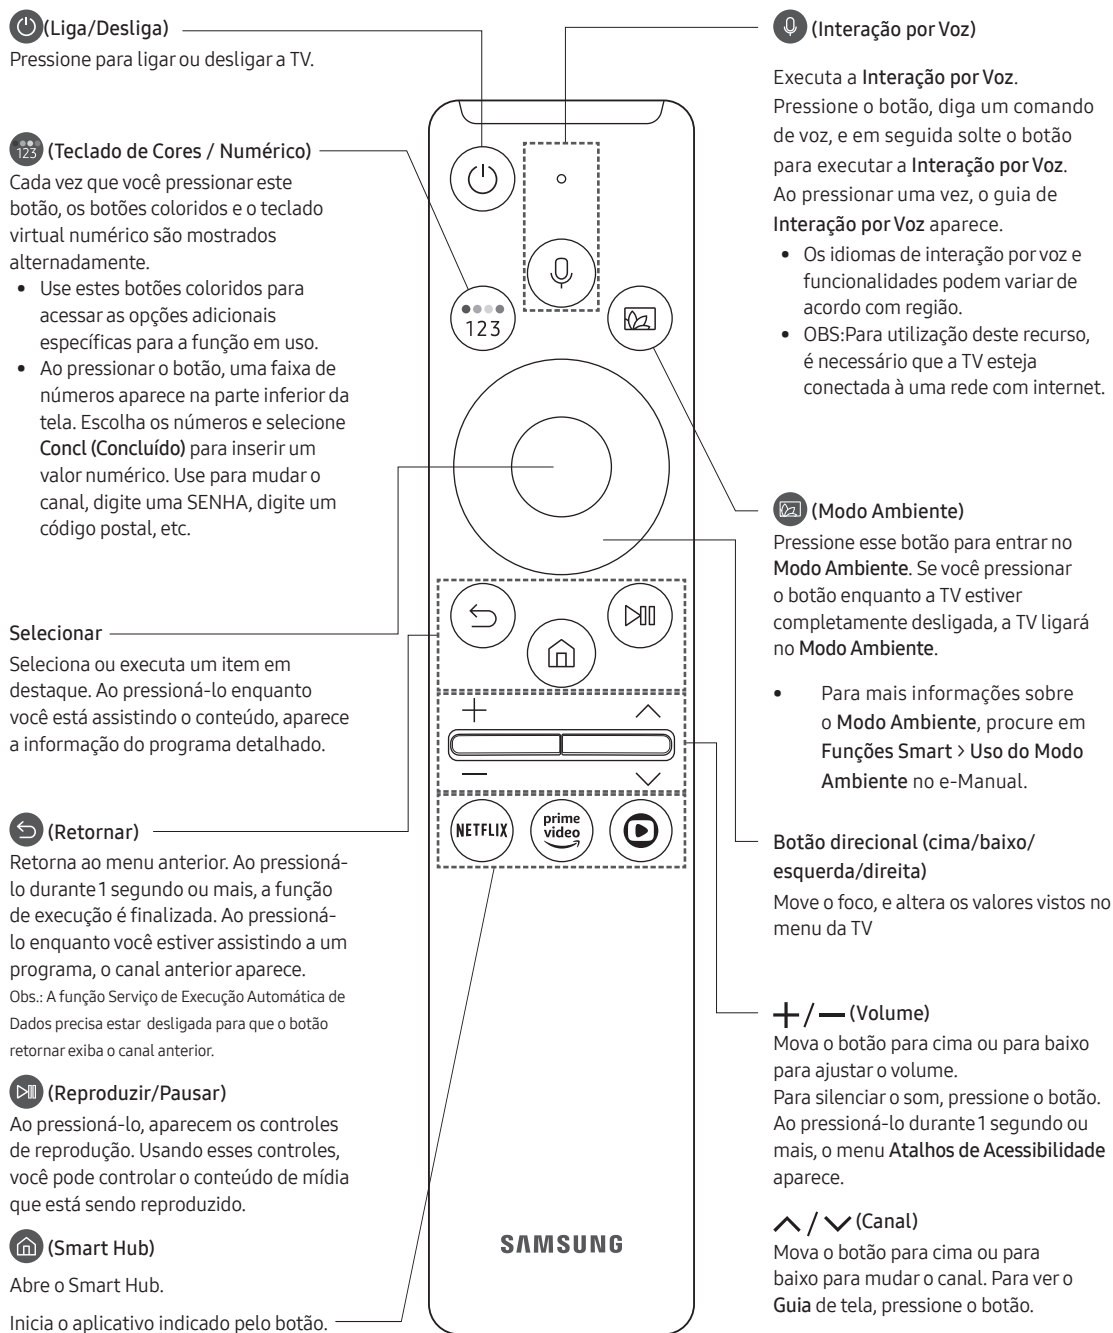 (Liga/Desliga)
Pressione para ligar ou desligar a TV.
123 (Teclado de Cores / Numérico)
Cada vez que você pressionar este
botão, os botões coloridos e o teclado
virtual numérico são mostrados
alternadamente.
• Use estes botões coloridos para
acessar as opções adicionais
específicas para a função em uso.
• Ao pressionar o botão, uma faixa de
números aparece na parte inferior da
tela. Escolha os números e selecione
Concl (Concluído) para inserir um
valor numérico. Use para mudar o
canal, digite uma SENHA, digite um
código postal, etc.
Selecionar
Seleciona ou executa um item em
destaque. Ao pressioná-lo enquanto
você está assistindo o conteúdo, aparece
a informação do programa detalhado.
(Retornar)
Retorna ao menu anterior. Ao pressioná-
lo durante 1 segundo ou mais, a função
de execução é finalizada. Ao pressioná-
lo enquanto você estiver assistindo a um
programa, o canal anterior aparece.
Obs.: A função Serviço de Execução Automática de
Dados precisa estar desligada para que o botão
retornar exiba o canal anterior.
(Reproduzir/Pausar)
Ao pressioná-lo, aparecem os controles
de reprodução. Usando esses controles,
você pode controlar o conteúdo de mídia
que está sendo reproduzido.
(Smart Hub)
Abre o Smart Hub.
Inicia o aplicativo indicado pelo botão.
123
NETFLIX
prime
video
SAMSUNG
(Interação por Voz)
Executa a Interação por Voz.
Pressione o botão, diga um comando
de voz, e em seguida solte o botão
para executar a Interação por Voz.
Ao pressionar uma vez, o guia de
Interação por Voz aparece.
• Os idiomas de interação por voz e
funcionalidades podem variar de
acordo com região.
• OBS:Para utilização deste recurso,
é necessário que a TV esteja
conectada à uma rede com internet.
(Modo Ambiente)
Pressione esse botão para entrar no
Modo Ambiente. Se você pressionar
o botão enquanto a TV estiver
completamente desligada, a TV ligará
no Modo Ambiente.
• Para mais informações sobre
o Modo Ambiente, procure em
Funções Smart > Uso do Modo
Ambiente no e-Manual.
Botão direcional (cima/baixo/
esquerda/direita)
Move o foco, e altera os valores vistos no
menu da TV
+ / — (Volume)
Mova o botão para cima ou para baixo
para ajustar o volume.
Para silenciar o som, pressione o botão.
Ao pressioná-lo durante 1 segundo ou
mais, o menu Atalhos de Acessibilidade
aparece.
/ (Canal)
Mova o botão para cima ou para
baixo para mudar o canal. Para ver o
Guia de tela, pressione o botão.